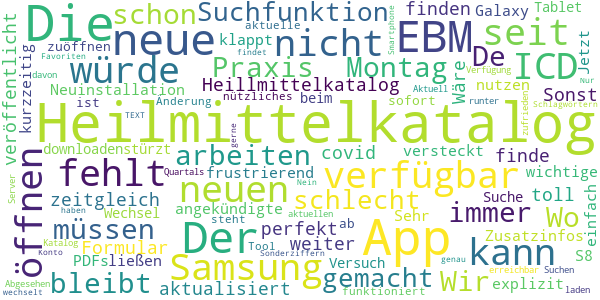 Die schon Suchfunktion finden Galaxy Tablet
neue nicht EBM seit ICD
zuöffnen klappt aktuelle Favoriten findet Smartphone
würde Praxis Montag De Jetzt
veröffentlicht kurzzeitig Neuinstallation Heillmittelkatalog Wäre nutzen Sonst
davon ist Änderung nützliches beim sofort Aktuell runter Verfügung Nur Schlagwörtern
Heilmittelkatalog
öffnen fehlt downloadenstürzt TEXT arbeiten covid versteckt gerne zufrieden
Quartals frustrierend finde wichtige
Server zeitgleich neuen verfügbar toll einfach
haben angekündigte Wechsel schlecht immer Wo
müssen Der steht Nein perfekt ab Sehr Suche Zusatzinfos
aktuellen weiter App kann
Formular Tool Sonderziffern S8
Katalog Konto PDFs ließen Versuch Wir explizit
Abgesehen bleibt Samsung gemacht genau erreichbar Suchen
wechselt aktualisiert funktioniert laden